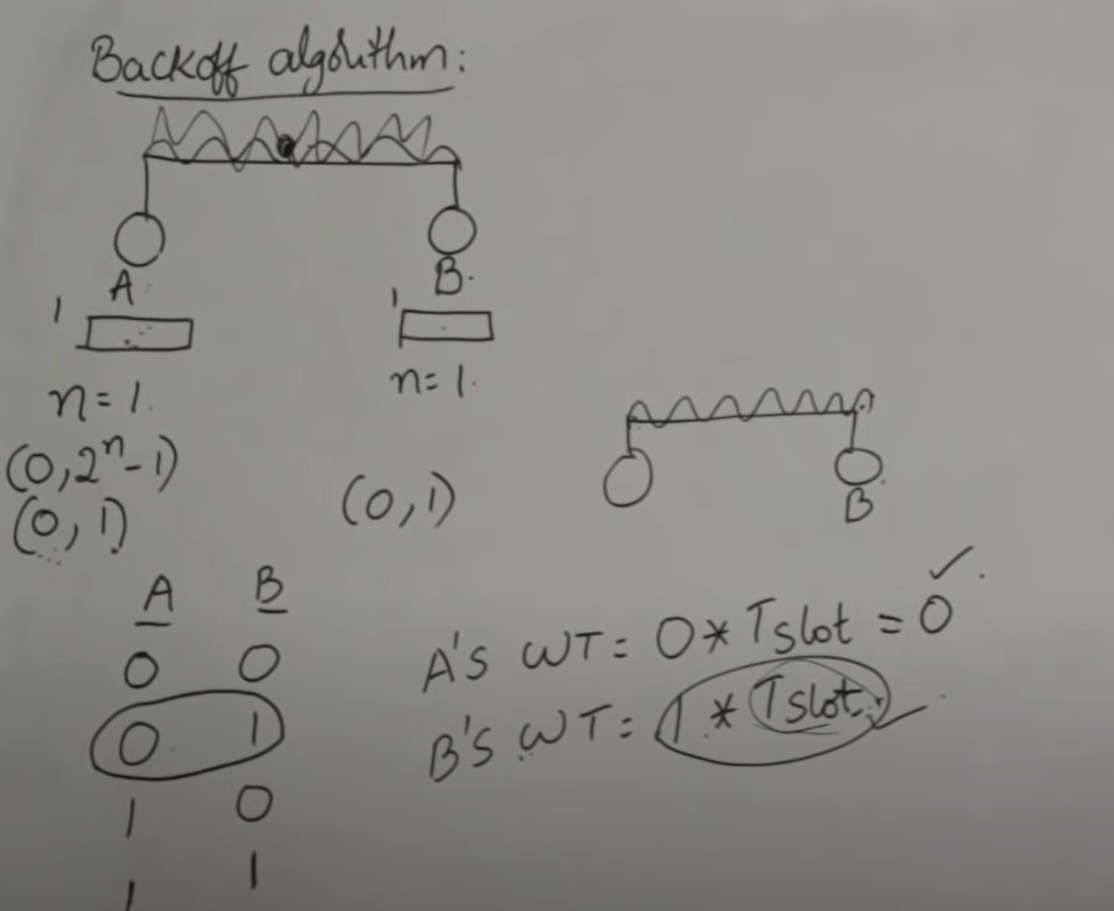 Backoff algorithm:
A B.
1 1
n = 1. n = 1.
(0, 2ⁿ-1)
(0, 1) (0, 1)
B
A B
0 0
0 1
1 0
1 1
A's WT = 0 * Tslot = 0 ✓.
B's WT = 1 * Tslot. ✓